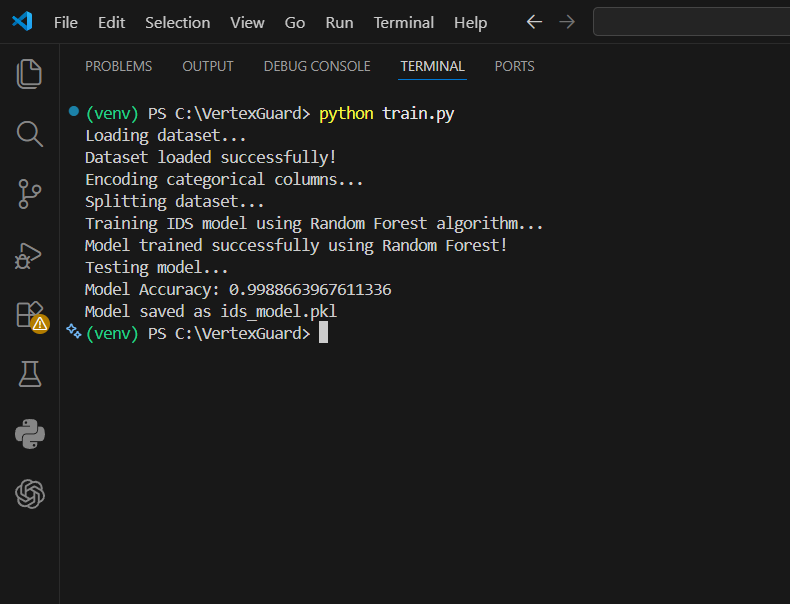 File Edit Selection View Go Run Terminal Help
PROBLEMS OUTPUT DEBUG CONSOLE TERMINAL PORTS
(venv) PS C:\VertexGuard> python train.py
Loading dataset...
Dataset loaded successfully!
Encoding categorical columns...
Splitting dataset...
Training IDS model using Random Forest algorithm...
Model trained successfully using Random Forest!
Testing model...
Model Accuracy: 0.9988663967611336
Model saved as ids_model.pkl
(venv) PS C:\VertexGuard>